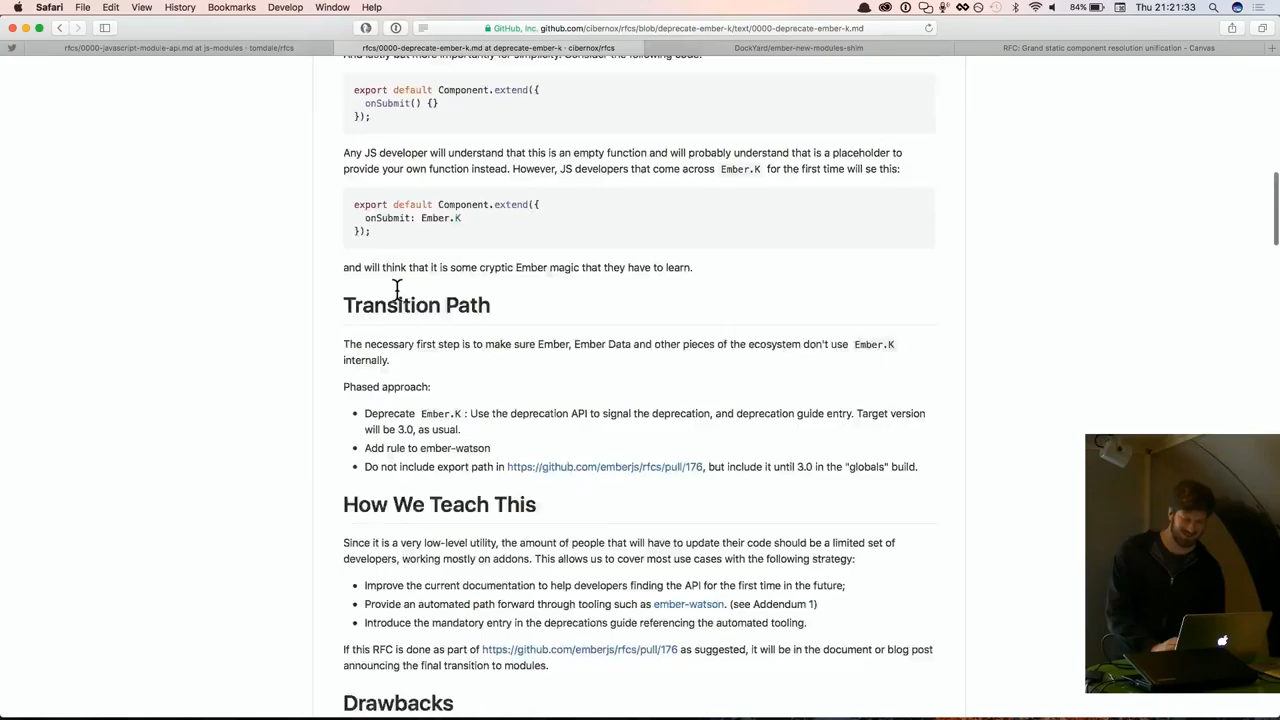 Safari File Edit View History Bookmarks Develop Window Help 84% Thu 21:21:33
GitHub, Inc. github.com/cibernox/rfcs/blob/deprecate-ember-k/text/0000-deprecate-ember-k.md
rfcs/0000-javascript-module-api.md at js-modules · tomdale/rfcs rfcs/0000-deprecate-ember-k.md at deprecate-ember-k · cibernox/rfcs DockYard/ember-new-modules-shim RFC: Grand static component resolution unification - Canvas
And lastly but more importantly for simplicity. Consider the following code:
export default Component.extend({
onSubmit() {}
});
Any JS developer will understand that this is an empty function and will probably understand that is a placeholder to
provide your own function instead. However, JS developers that come across Ember.K for the first time will se this:
export default Component.extend({
onSubmit: Ember.K
});
and will think that it is some cryptic Ember magic that they have to learn.
Transition Path
The necessary first step is to make sure Ember, Ember Data and other pieces of the ecosystem don't use Ember.K
internally.
Phased approach:
• Deprecate Ember.K : Use the deprecation API to signal the deprecation, and deprecation guide entry. Target version
will be 3.0, as usual.
• Add rule to ember-watson
• Do not include export path in https://github.com/emberjs/rfcs/pull/176, but include it until 3.0 in the "globals" build.
How We Teach This
Since it is a very low-level utility, the amount of people that will have to update their code should be a limited set of
developers, working mostly on addons. This allows us to cover most use cases with the following strategy:
• Improve the current documentation to help developers finding the API for the first time in the future;
• Provide an automated path forward through tooling such as ember-watson. (see Addendum 1)
• Introduce the mandatory entry in the deprecations guide referencing the automated tooling.
If this RFC is done as part of https://github.com/emberjs/rfcs/pull/176 as suggested, it will be in the document or blog post
announcing the final transition to modules.
Drawbacks